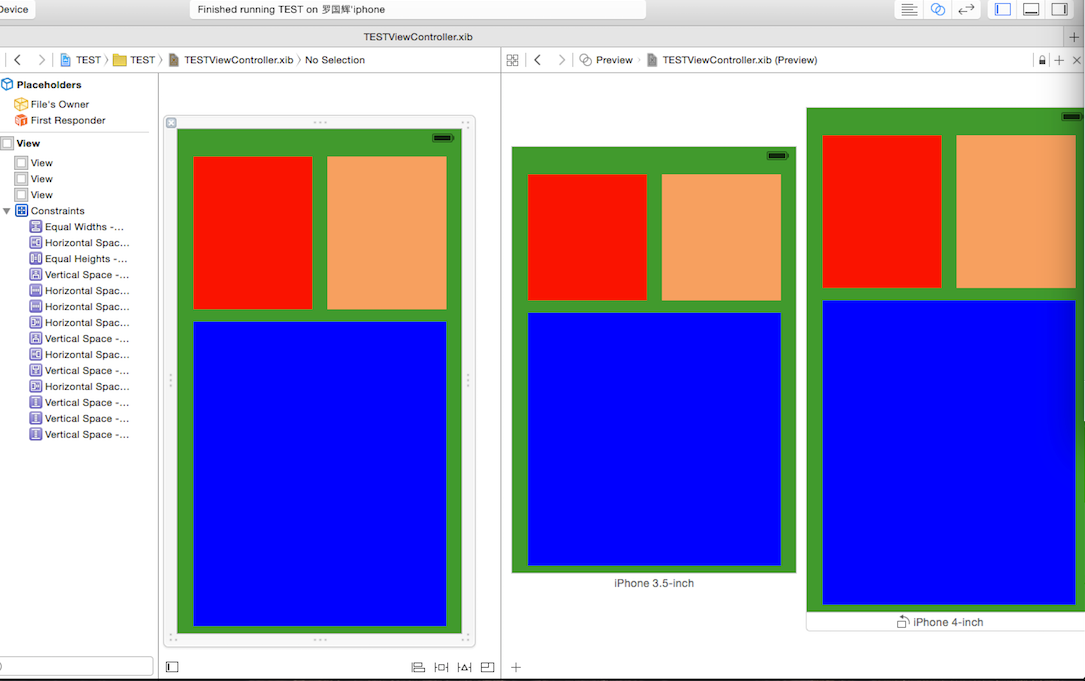 Device
Finished running TEST on 罗国辉'iphone
TESTViewController.xib
TEST
TEST
TESTViewController.xib
No Selection
Preview
TESTViewController.xib (Preview)
Placeholders
File's Owner
First Responder
View
View
View
View
Constraints
Equal Widths -...
Horizontal Spac...
Equal Heights -...
Vertical Space -...
Horizontal Spac...
Horizontal Spac...
Horizontal Spac...
Vertical Space -...
Horizontal Spac...
Vertical Space -...
Horizontal Spac...
Vertical Space -...
Vertical Space -...
Vertical Space -...
iPhone 3.5-inch
iPhone 4-inch